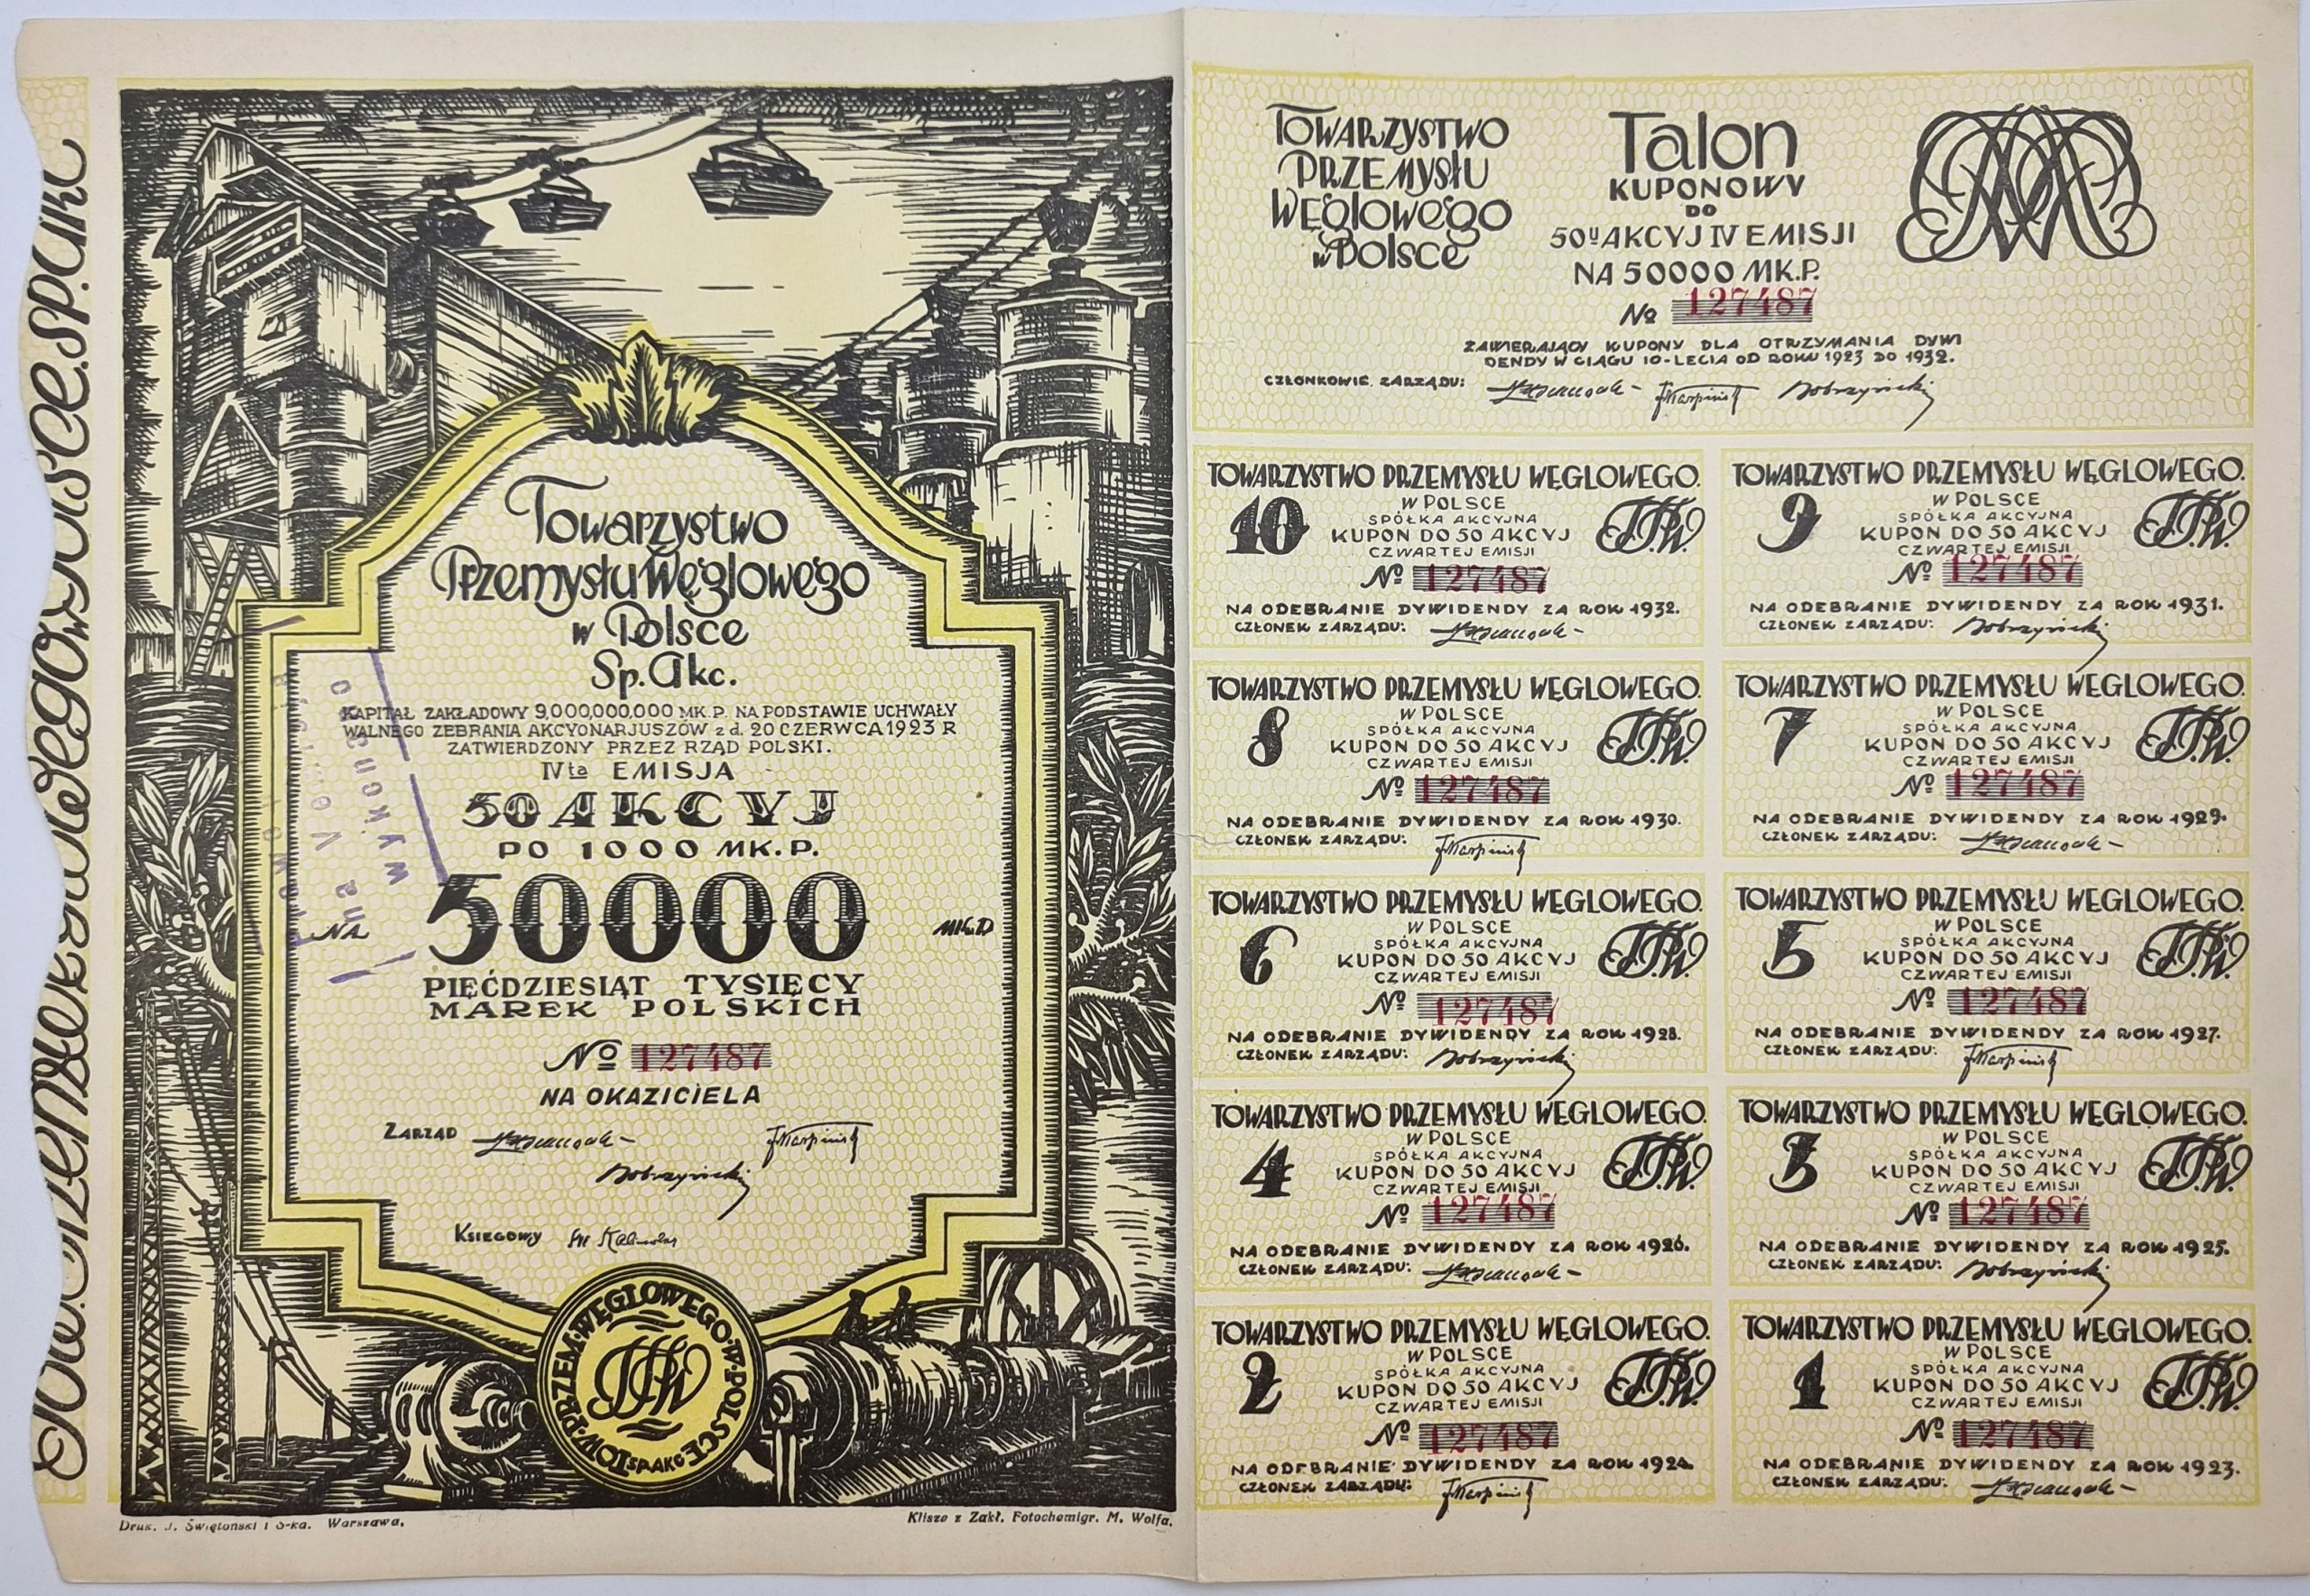 Towarzystwo
Przemysłu Węglowego
w Polsce
Sp. Akc.
KAPITAŁ ZAKŁADOWY 9,000,000,000 MK. P. NA PODSTAWIE UCHWAŁY
WALNEGO ZEBRANIA AKCYONARJUSZÓW z d. 20 CZERWCA 1923 R
ZATWIERDZONY PRZEZ RZĄD POLSKI.
IVta EMISJA
50 AKCYJ
PO 1000 MK. P.
NA 50000 MK. P
PIĘĆDZIESIĄT TYSIĘCY
MAREK POLSKICH
No 127487
NA OKAZICIELA
ZARZĄD
Dobrzyński
KSIĘGOWY
TOW. PRZEM. WĘGLOWEGO W POLSCE SP. AKC
TPW
Druk. J. Świętoński i S-ka. Warszawa.
Klisze z Zakł. Fotochemigr. M. Wolfa.
TOWARZYSTWO
PRZEMYSŁU
WĘGLOWEGO
w POLSCE
Talon
KUPONOWY
DO
50U AKCYJ IV EMISJI
NA 50000 MK. P.
No 127487
ZAWIERAJĄCY KUPONY DLA OTRZYMANIA DYWI
DENDY W CIĄGU 10-LECIA OD ROKU 1923 DO 1932.
CZŁONKOWIE ZARZĄDU: Dobrzyński
TOWARZYSTWO PRZEMYSŁU WĘGLOWEGO.
W POLSCE
SPÓŁKA AKCYJNA
10 KUPON DO 50 AKCYJ
CZWARTEJ EMISJI
No 127487
NA ODEBRANIE DYWIDENDY ZA ROK 1932.
CZŁONEK ZARZĄDU:
TOWARZYSTWO PRZEMYSŁU WĘGLOWEGO.
W POLSCE
SPÓŁKA AKCYJNA
9 KUPON DO 50 AKCYJ
CZWARTEJ EMISJI
No 127487
NA ODEBRANIE DYWIDENDY ZA ROK 1931.
CZŁONEK ZARZĄDU: Dobrzyński
TOWARZYSTWO PRZEMYSŁU WĘGLOWEGO.
W POLSCE
SPÓŁKA AKCYJNA
8 KUPON DO 50 AKCYJ
CZWARTEJ EMISJI
No 127487
NA ODEBRANIE DYWIDENDY ZA ROK 1930.
CZŁONEK ZARZĄDU:
TOWARZYSTWO PRZEMYSŁU WĘGLOWEGO.
W POLSCE
SPÓŁKA AKCYJNA
7 KUPON DO 50 AKCYJ
CZWARTEJ EMISJI
No 127487
NA ODEBRANIE DYWIDENDY ZA ROK 1929.
CZŁONEK ZARZĄDU:
TOWARZYSTWO PRZEMYSŁU WĘGLOWEGO.
W POLSCE
SPÓŁKA AKCYJNA
6 KUPON DO 50 AKCYJ
CZWARTEJ EMISJI
No 127487
NA ODEBRANIE DYWIDENDY ZA ROK 1928.
CZŁONEK ZARZĄDU: Dobrzyński
TOWARZYSTWO PRZEMYSŁU WĘGLOWEGO.
W POLSCE
SPÓŁKA AKCYJNA
5 KUPON DO 50 AKCYJ
CZWARTEJ EMISJI
No 127487
NA ODEBRANIE DYWIDENDY ZA ROK 1927.
CZŁONEK ZARZĄDU:
TOWARZYSTWO PRZEMYSŁU WĘGLOWEGO.
W POLSCE
SPÓŁKA AKCYJNA
4 KUPON DO 50 AKCYJ
CZWARTEJ EMISJI
No 127487
NA ODEBRANIE DYWIDENDY ZA ROK 1926.
CZŁONEK ZARZĄDU:
TOWARZYSTWO PRZEMYSŁU WĘGLOWEGO.
W POLSCE
SPÓŁKA AKCYJNA
3 KUPON DO 50 AKCYJ
CZWARTEJ EMISJI
No 127487
NA ODEBRANIE DYWIDENDY ZA ROK 1925.
CZŁONEK ZARZĄDU: Dobrzyński
TOWARZYSTWO PRZEMYSŁU WĘGLOWEGO.
W POLSCE
SPÓŁKA AKCYJNA
2 KUPON DO 50 AKCYJ
CZWARTEJ EMISJI
No 127487
NA ODEBRANIE DYWIDENDY ZA ROK 1924.
CZŁONEK ZARZĄDU:
TOWARZYSTWO PRZEMYSŁU WĘGLOWEGO.
W POLSCE
SPÓŁKA AKCYJNA
1 KUPON DO 50 AKCYJ
CZWARTEJ EMISJI
No 127487
NA ODEBRANIE DYWIDENDY ZA ROK 1923.
CZŁONEK ZARZĄDU: